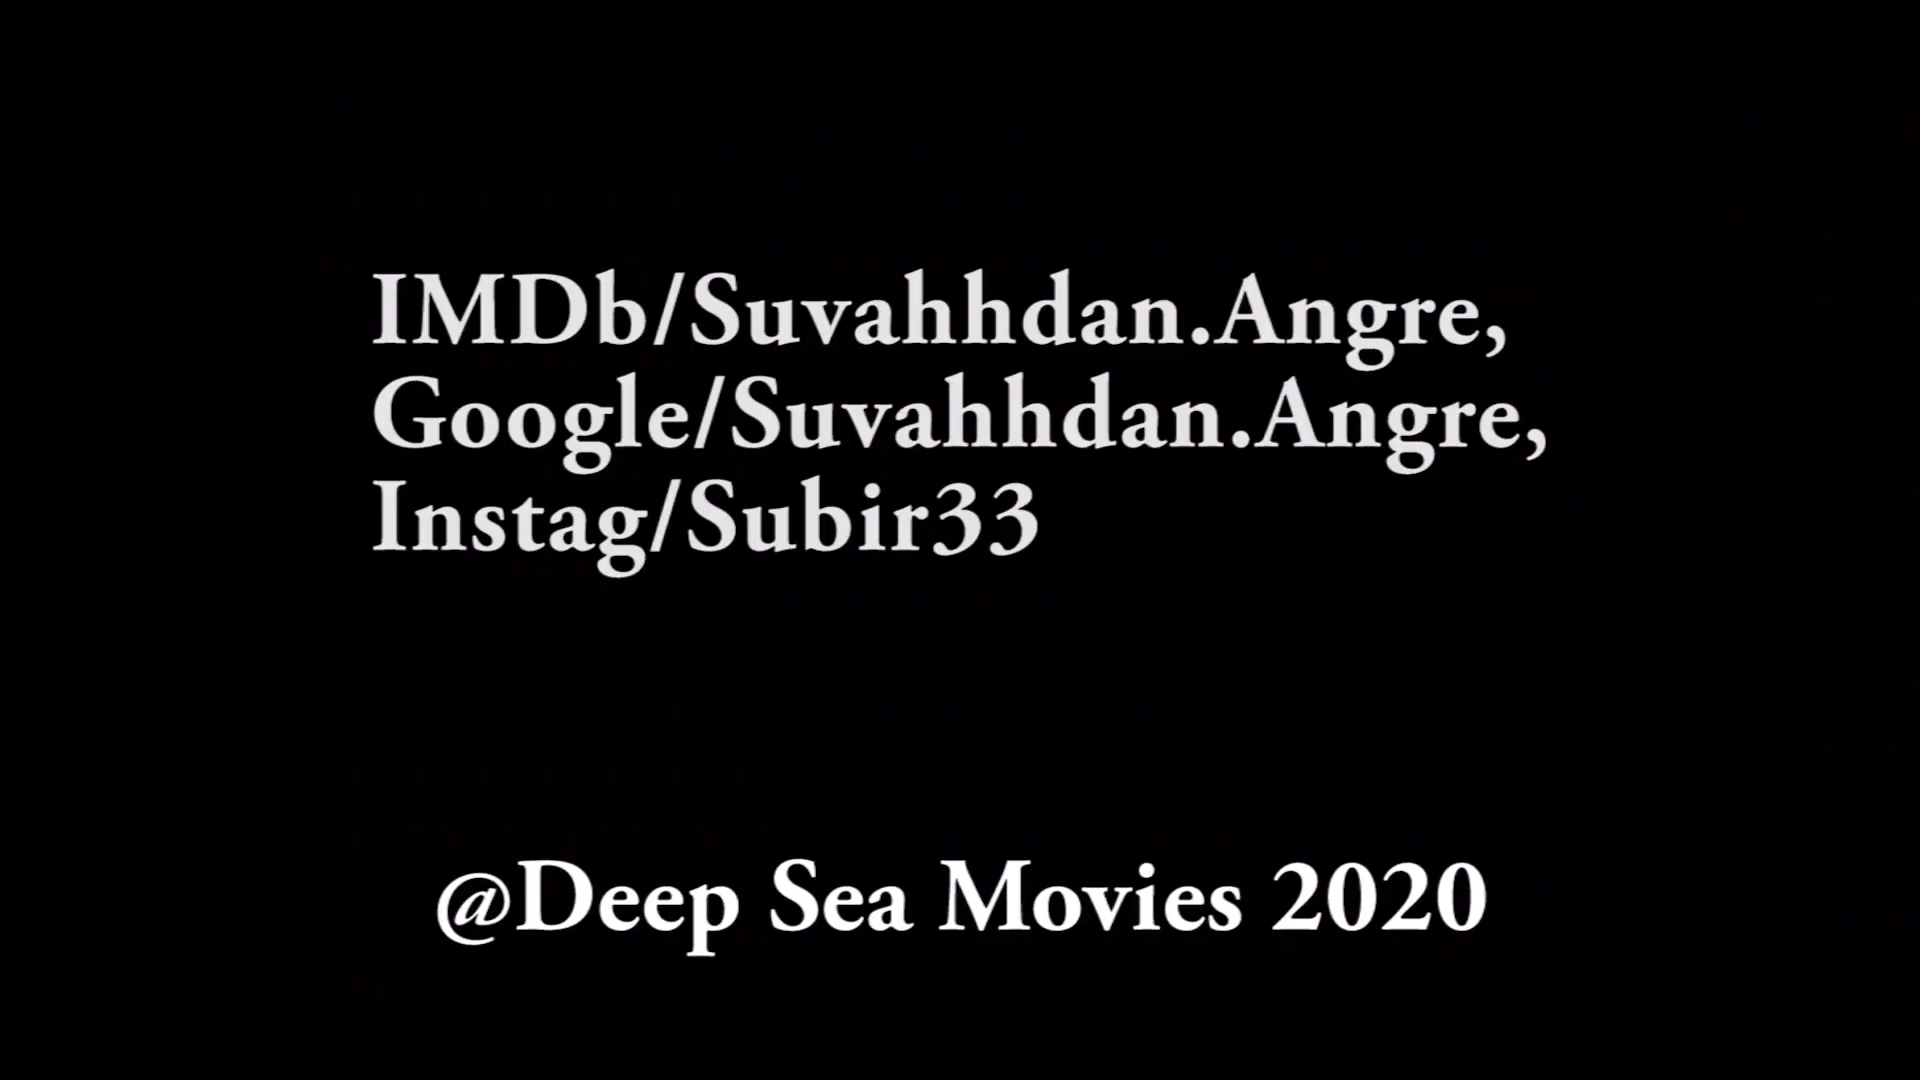 IMDb/Suvahhdan.Angre,
Google/Suvahhdan.Angre,
Instag/Subir33
@Deep Sea Movies 2020